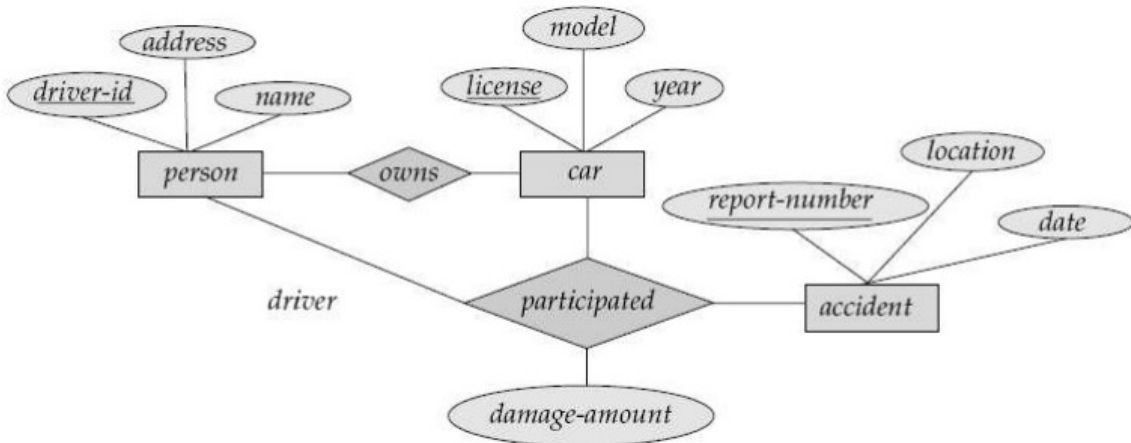 model
address
driver-id
name
license
year
person
owns
car
location
report-number
date
driver
participated
accident
damage-amount